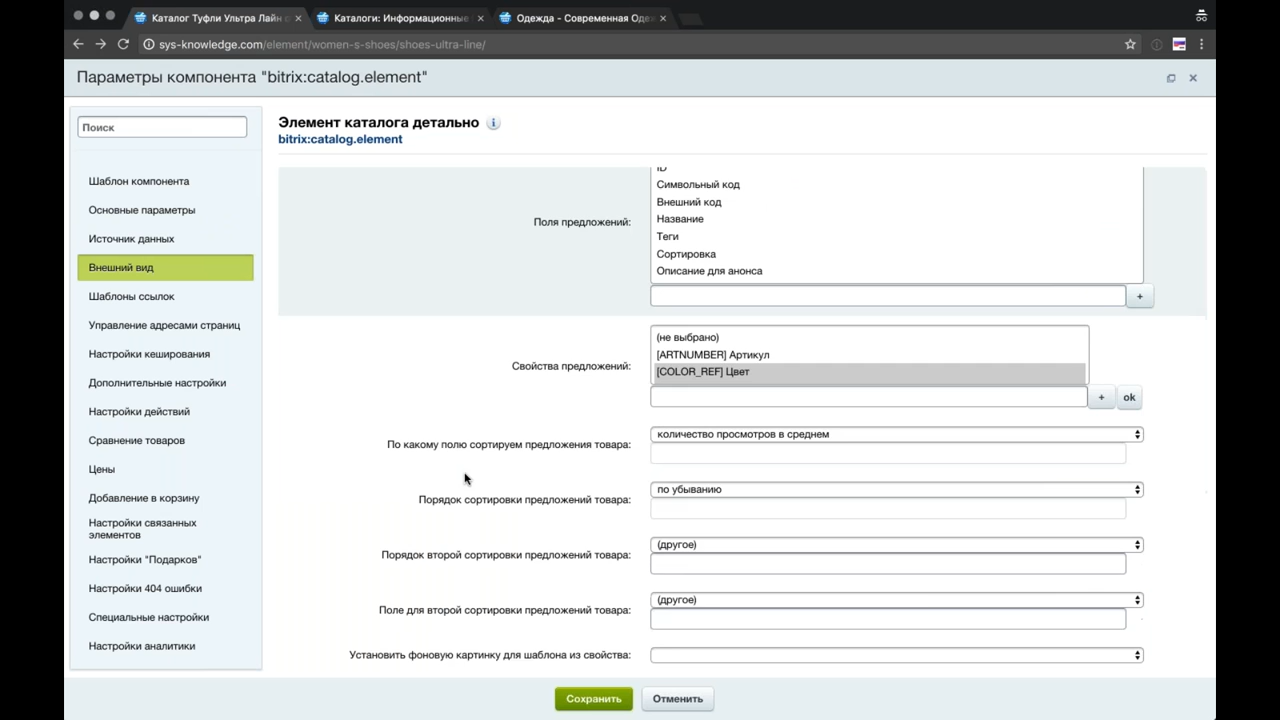 Каталог Туфли Ультра Лайн
Каталоги: Информационные
Одежда - Современная Оде
sys-knowledge.com/element/women-s-shoes/shoes-ultra-line/
Параметры компонента "bitrix:catalog.element"
Поиск
Шаблон компонента
Основные параметры
Источник данных
Внешний вид
Шаблоны ссылок
Управление адресами страниц
Настройки кеширования
Дополнительные настройки
Настройки действий
Сравнение товаров
Цены
Добавление в корзину
Настройки связанных
элементов
Настройки "Подарков"
Настройки 404 ошибки
Специальные настройки
Настройки аналитики
Элемент каталога детально
bitrix:catalog.element
Поля предложений:
ID
Символьный код
Внешний код
Название
Теги
Сортировка
Описание для анонса
+
Свойства предложений:
(не выбрано)
[ARTNUMBER] Артикул
[COLOR_REF] Цвет
+ ok
По какому полю сортируем предложения товара:
количество просмотров в среднем
Порядок сортировки предложений товара:
по убыванию
Порядок второй сортировки предложений товара:
(другое)
Поле для второй сортировки предложений товара:
(другое)
Установить фоновую картинку для шаблона из свойства:
Сохранить
Отменить